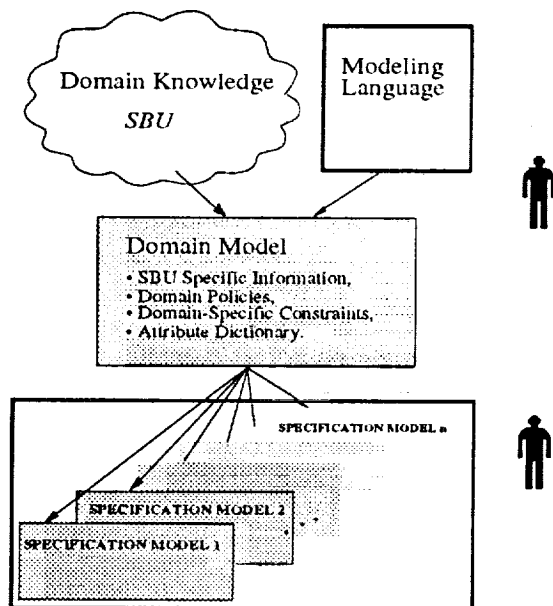 Domain Knowledge
SBU
Modeling
Language
Domain Model
• SBU Specific Information,
• Domain Policies,
• Domain-Specific Constraints,
• Attribute Dictionary.
SPECIFICATION MODEL n
SPECIFICATION MODEL 2
. . .
SPECIFICATION MODEL 1